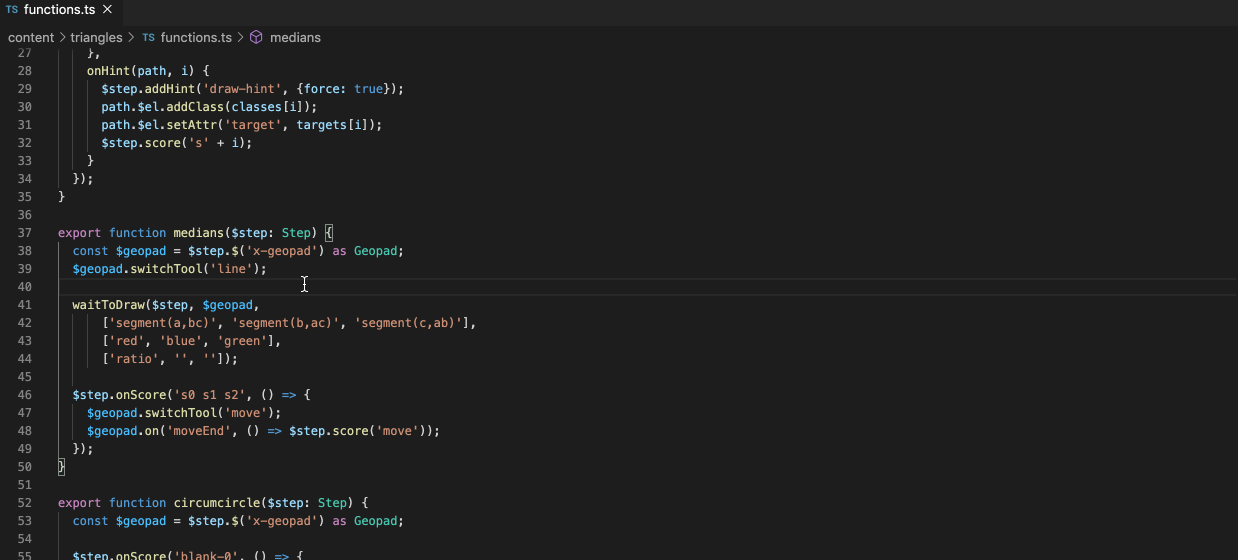 TS functions.ts ×
content > triangles > TS functions.ts > medians
27     },
28     onHint(path, i) {
29       $step.addHint('draw-hint', {force: true});
30       path.$el.addClass(classes[i]);
31       path.$el.setAttr('target', targets[i]);
32       $step.score('s' + i);
33     }
34   });
35 }
36
37 export function medians($step: Step) {
38   const $geopad = $step.$('x-geopad') as Geopad;
39   $geopad.switchTool('line');
40
41   waitToDraw($step, $geopad,
42       ['segment(a,bc)', 'segment(b,ac)', 'segment(c,ab)'],
43       ['red', 'blue', 'green'],
44       ['ratio', '', '']);
45
46   $step.onScore('s0 s1 s2', () => {
47     $geopad.switchTool('move');
48     $geopad.on('moveEnd', () => $step.score('move'));
49   });
50 }
51
52 export function circumcircle($step: Step) {
53   const $geopad = $step.$('x-geopad') as Geopad;
54
55   $step.onScore('blank-0', () => {